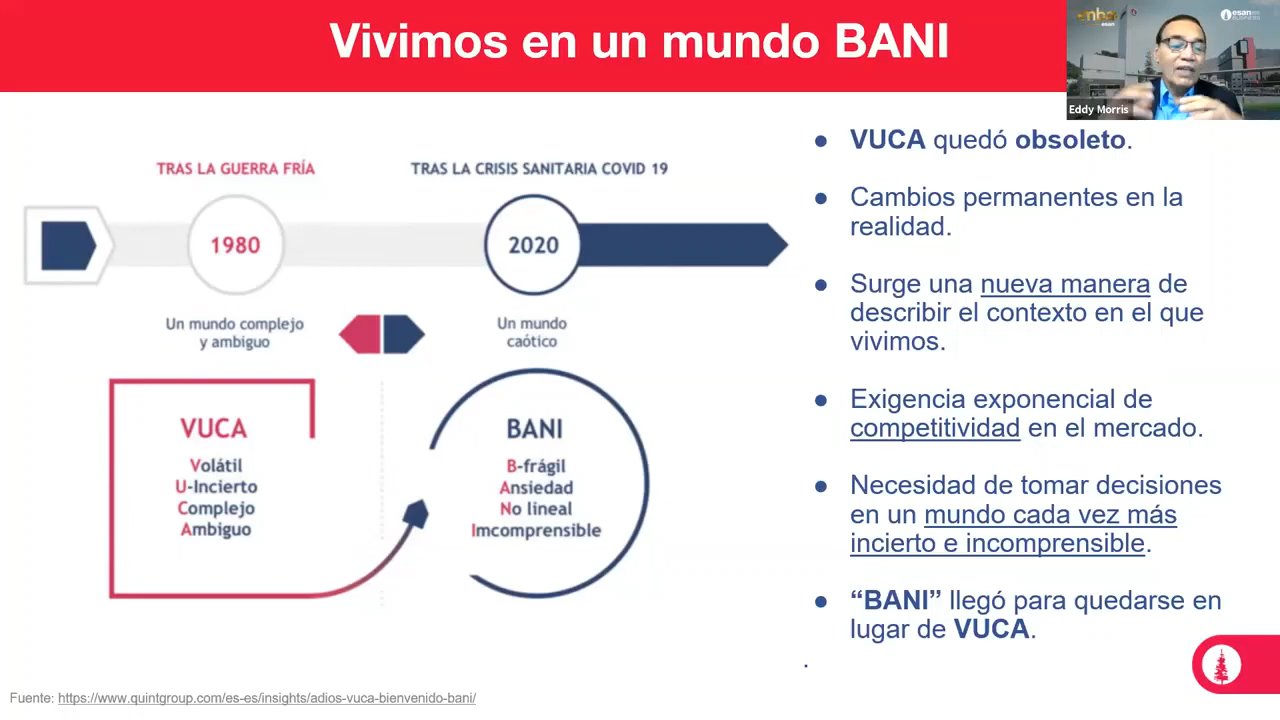 Vivimos en un mundo BANI
mba
esan
esan
BUSINESS
Eddy Morris
TRAS LA GUERRA FRÍA
TRAS LA CRISIS SANITARIA COVID 19
1980
2020
Un mundo complejo
y ambiguo
Un mundo
caótico
VUCA
Volátil
U-Incierto
Complejo
Ambiguo
BANI
B-frágil
Ansiedad
No lineal
Imcomprensible
● VUCA quedó obsoleto.
● Cambios permanentes en la
realidad.
● Surge una nueva manera de
describir el contexto en el que
vivimos.
● Exigencia exponencial de
competitividad en el mercado.
● Necesidad de tomar decisiones
en un mundo cada vez más
incierto e incomprensible.
● “BANI” llegó para quedarse en
lugar de VUCA.
.
Fuente: https://www.quintgroup.com/es-es/insights/adios-vuca-bienvenido-bani/